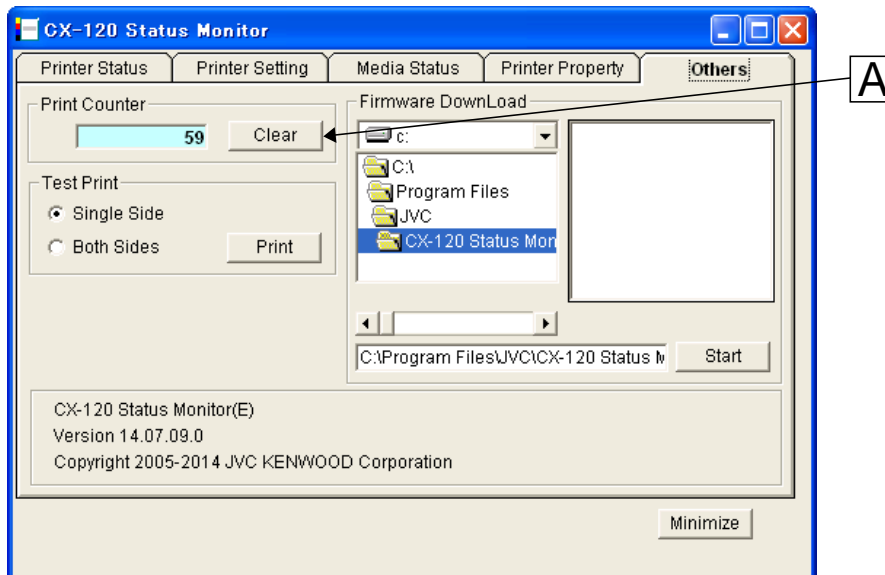 CX-120 Status Monitor
Printer Status
Printer Setting
Media Status
Printer Property
Others
A
Print Counter
59
Clear
Test Print
Single Side
Both Sides
Print
Firmware DownLoad
c:
C:\
Program Files
JVC
CX-120 Status Mon
C:\Program Files\JVC\CX-120 Status M
Start
CX-120 Status Monitor(E)
Version 14.07.09.0
Copyright 2005-2014 JVC KENWOOD Corporation
Minimize